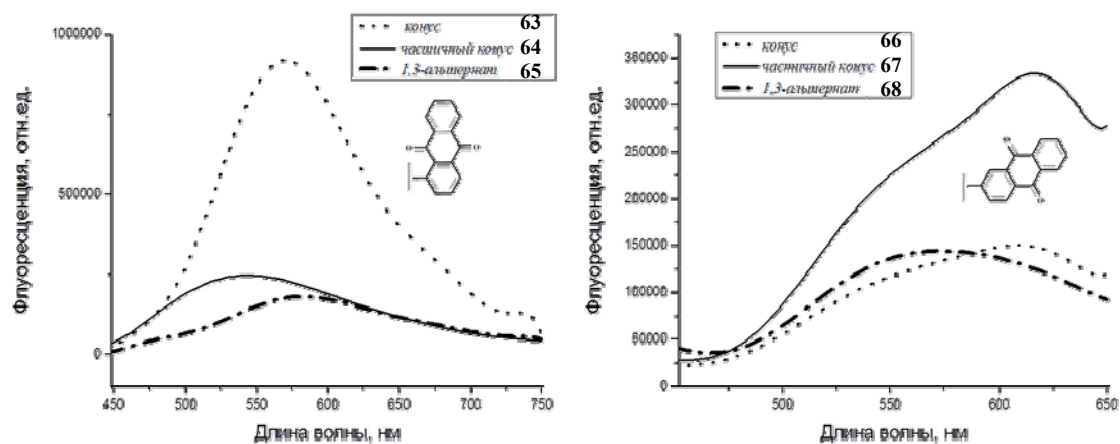 конус 63
частичный конус 64
1,3-альтернат 65
Флуоресценция, отн.ед.
1000000
500000
0
450 500 550 600 650 700 750
Длина волны, нм
конус 66
частичный конус 67
1,3-альтернат 68
Флуоресценция, отн.ед.
350000
300000
250000
200000
150000
100000
50000
0
500 550 600 650
Длина волны, нм